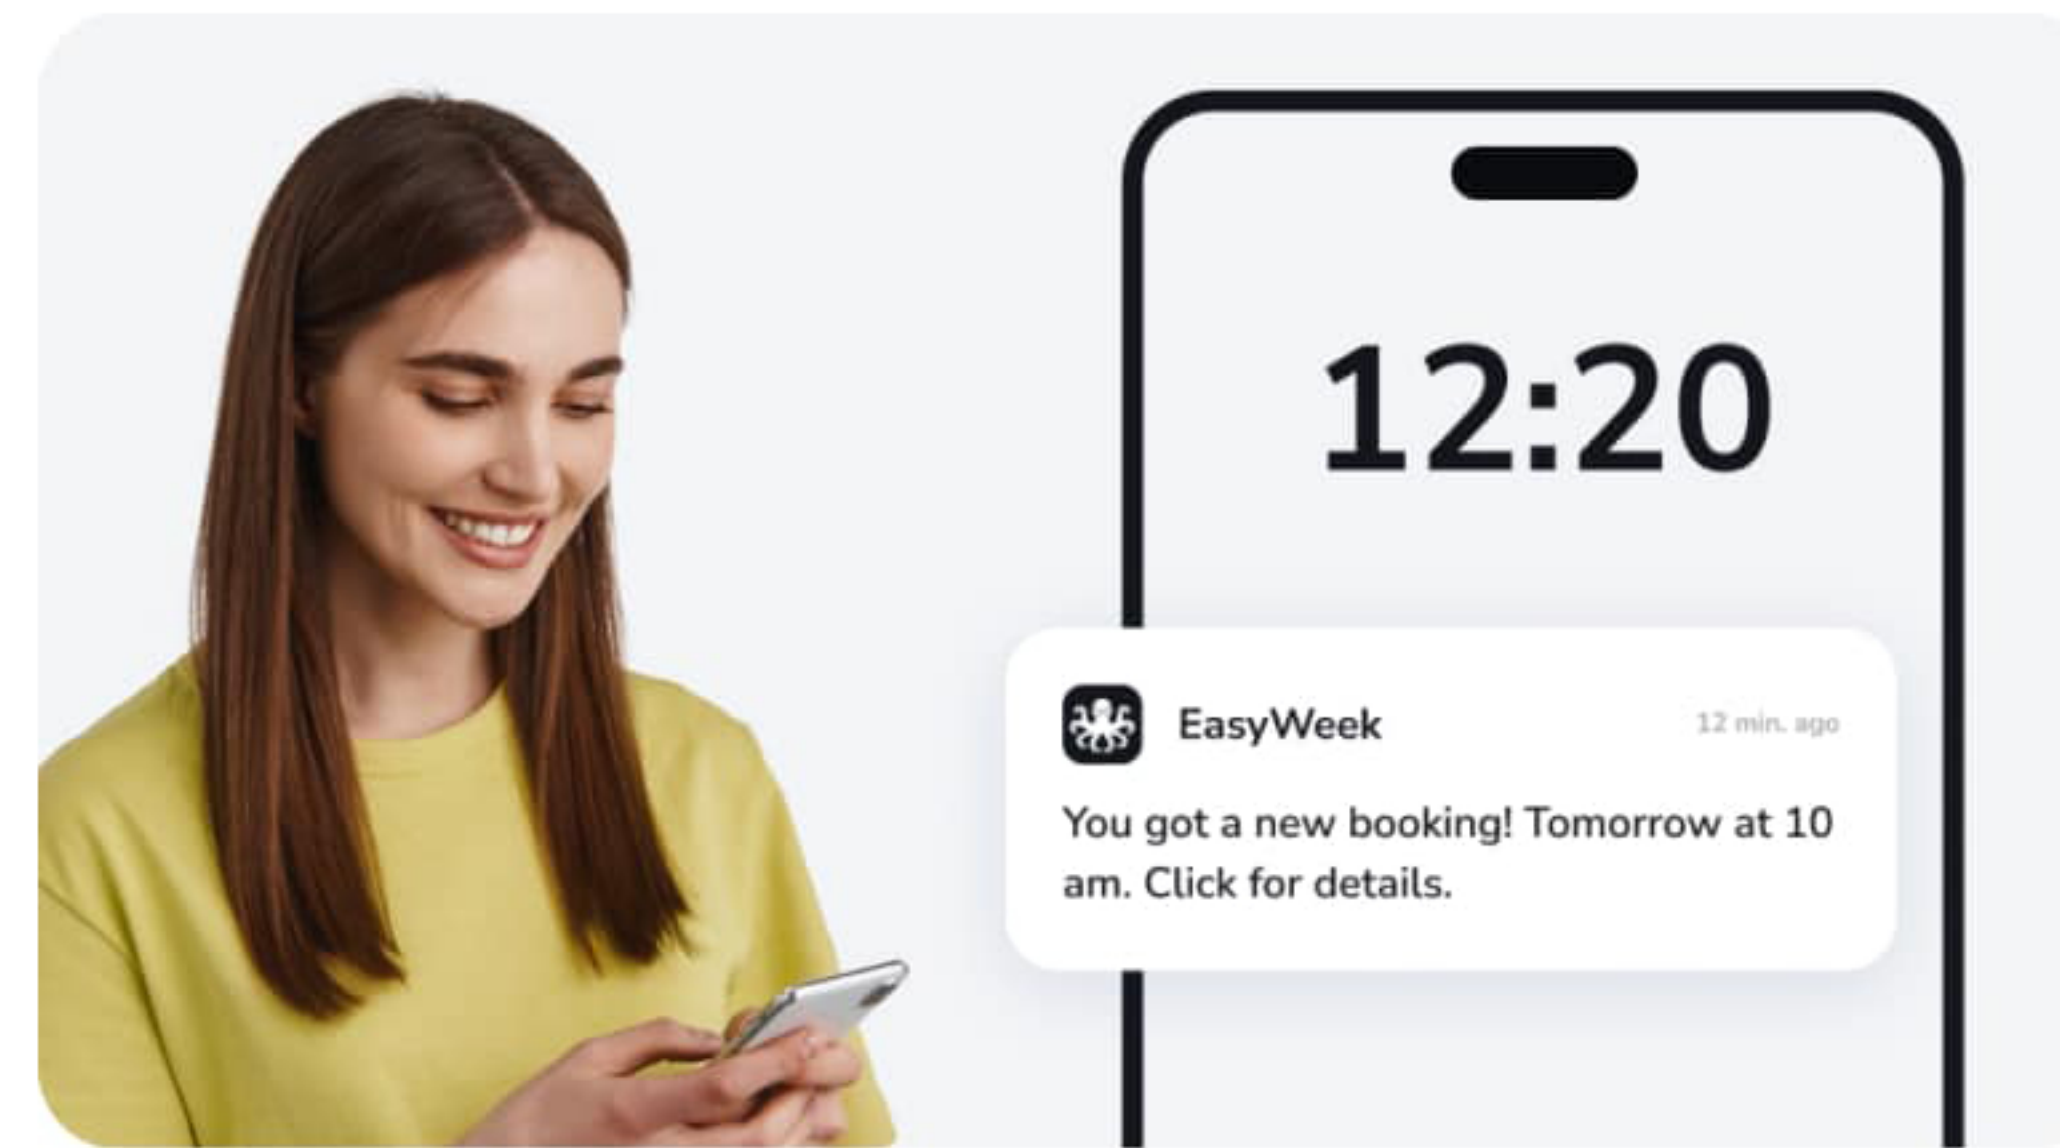 12:20
EasyWeek
12 min. ago
You got a new booking! Tomorrow at 10
am. Click for details.